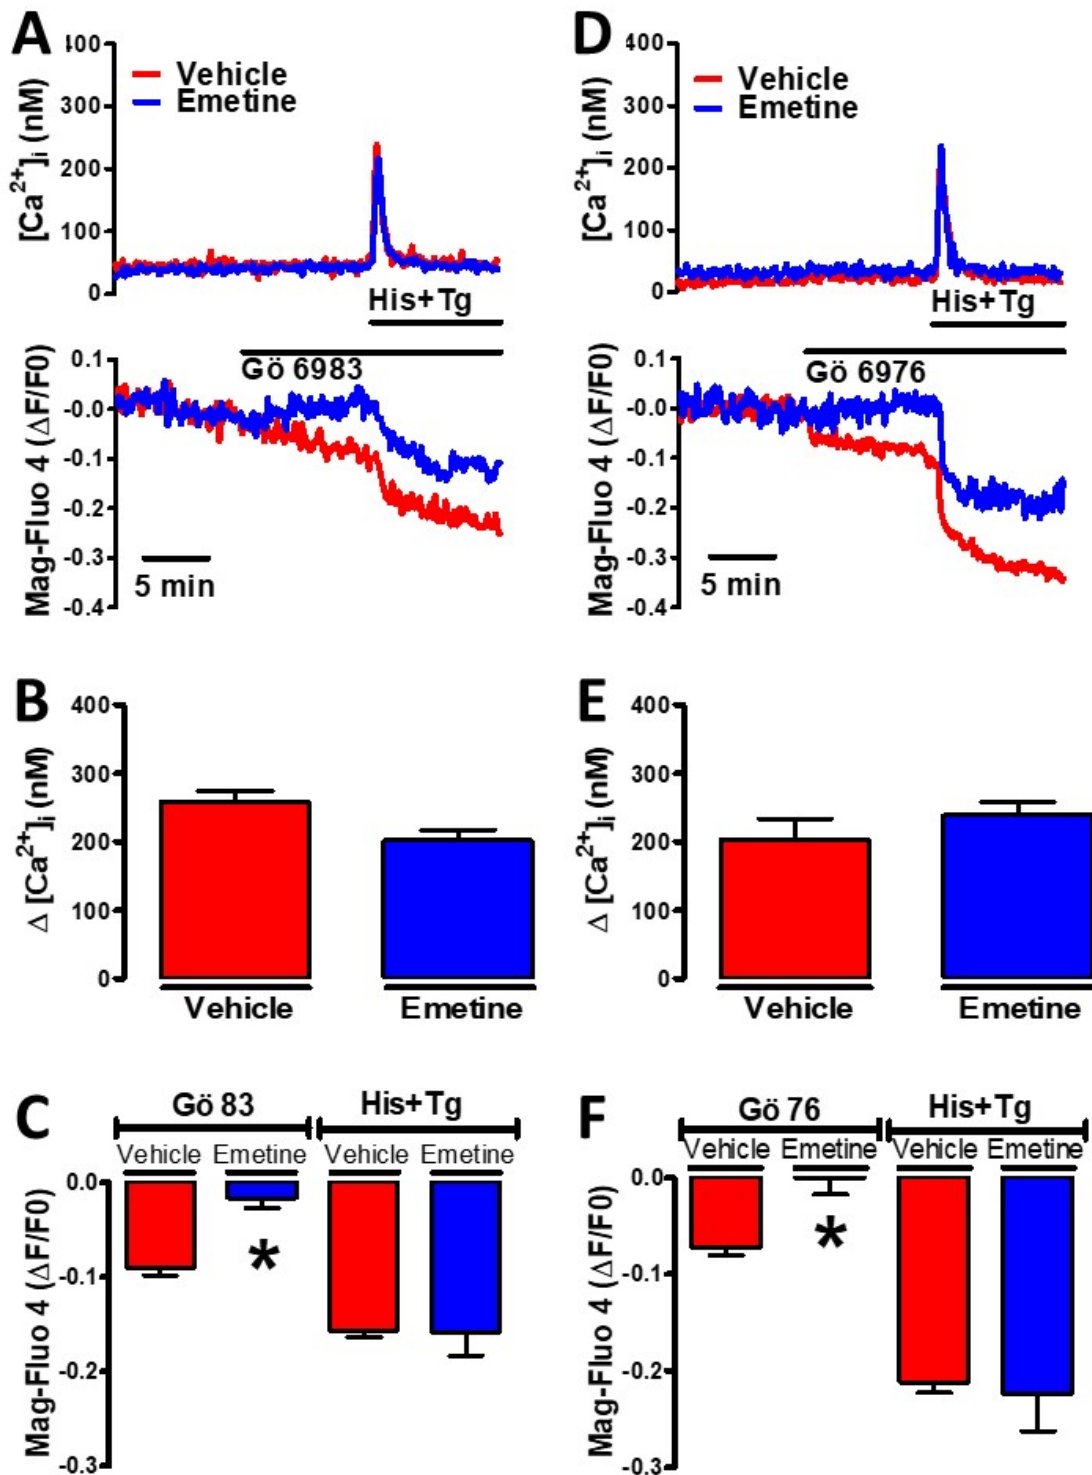 A
400
300
200
100
0
[Ca²⁺]i (nM)
Vehicle
Emetine
His+Tg
0.1
-0.0
-0.1
-0.2
-0.3
-0.4
Mag-Fluo 4 (ΔF/F0)
Gö 6983
5 min
D
400
300
200
100
0
[Ca²⁺]i (nM)
Vehicle
Emetine
His+Tg
0.1
-0.0
-0.1
-0.2
-0.3
-0.4
Mag-Fluo 4 (ΔF/F0)
Gö 6976
5 min
B
400
300
200
100
0
Δ [Ca²⁺]i (nM)
Vehicle Emetine
E
400
300
200
100
0
Δ [Ca²⁺]i (nM)
Vehicle Emetine
C
Gö 83 His+Tg
Vehicle Emetine Vehicle Emetine
0.0
-0.1
-0.2
-0.3
Mag-Fluo 4 (ΔF/F0)
*
F
Gö 76 His+Tg
Vehicle Emetine Vehicle Emetine
0.0
-0.1
-0.2
-0.3
Mag-Fluo 4 (ΔF/F0)
*